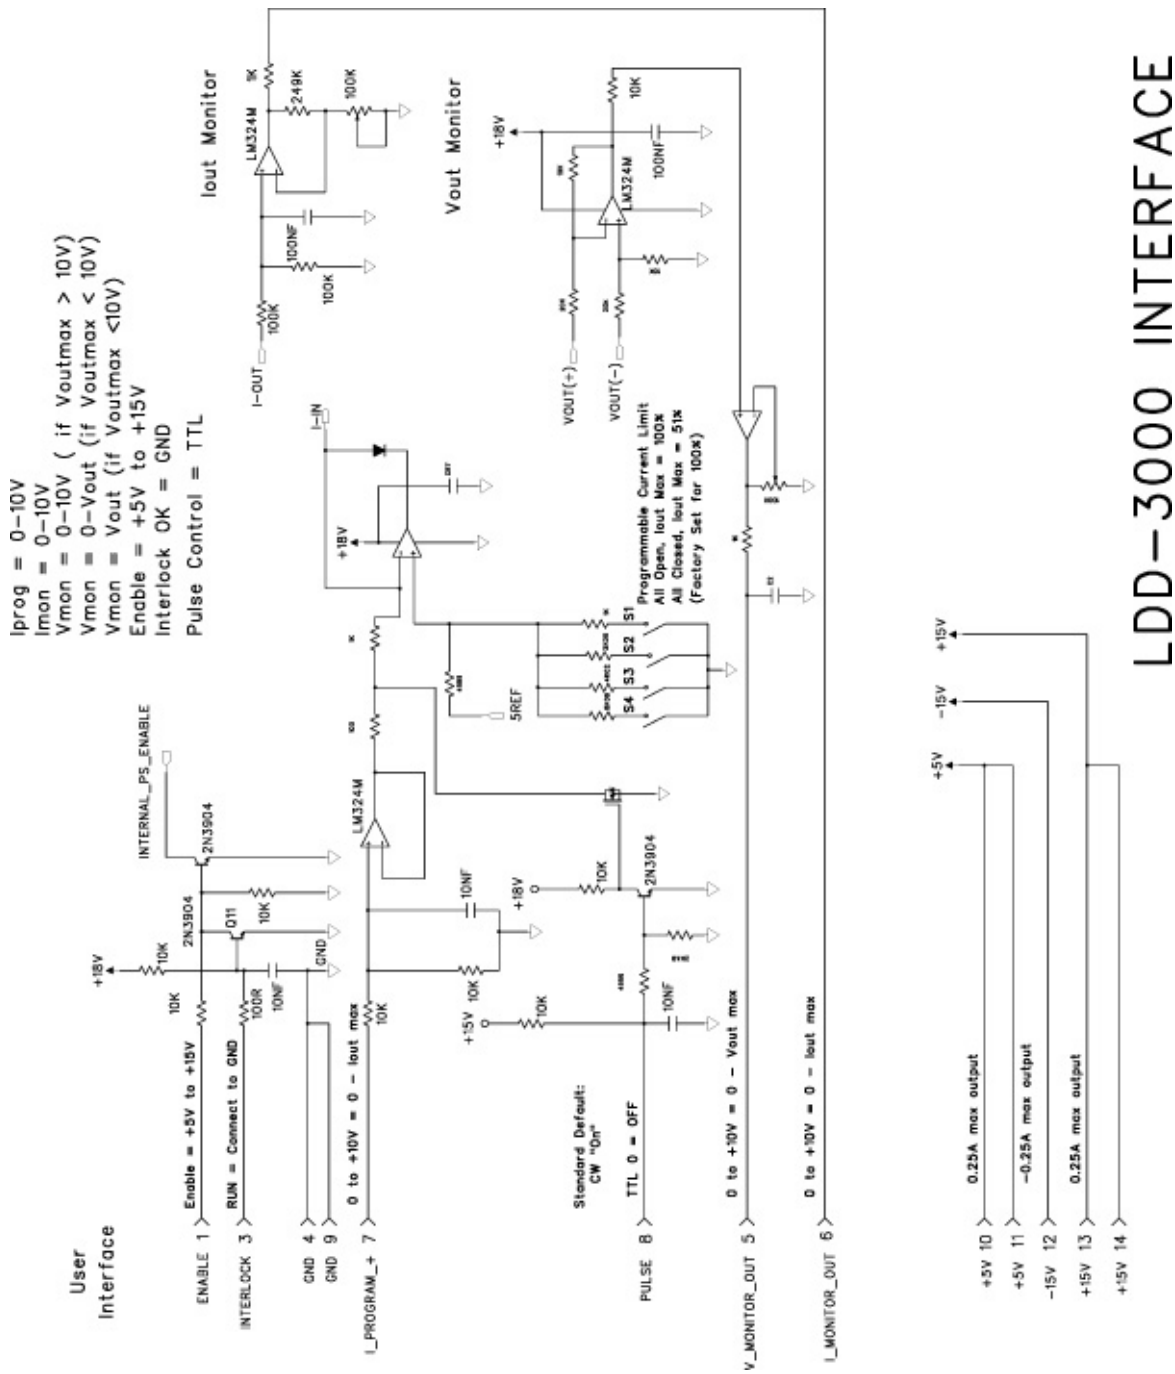 Iprog = 0-10V
Imon = 0-10V
Vmon = 0-10V ( if Voutmax > 10V)
Vmon = 0-Vout (if Voutmax < 10V)
Vmon = Vout (if Voutmax <10V)
Enable = +5V to +15V
Interlock OK = GND
Pulse Control = TTL
Iout Monitor
LM324M
1K
249K
100K
100NF
100K
100K
I-OUT
Vout Monitor
+18V
10K
100NF
LM324M
VOUT(+)
VOUT(-)
I-IN
+18V
Programmable Current Limit
All Open, Iout Max = 100%
All Closed, Iout Max = 51%
(Factory Set for 100%)
S1
S2
S3
S4
5REF
INTERNAL_PS_ENABLE
2N3904
2N3904
Q11
10K
+18V
10K
10K
100R
10NF
GND
LM324M
10NF
10K
10K
+18V
10K
2N3904
+15V
10K
10NF
User
Interface
ENABLE 1
Enable = +5V to +15V
INTERLOCK 3
RUN = Connect to GND
GND 4
GND 9
I_PROGRAM_+ 7
0 to +10V = 0 - Iout max
Standard Default:
CW "On"
TTL 0 = OFF
PULSE 8
V_MONITOR_OUT 5
0 to +10V = 0 - Vout max
I_MONITOR_OUT 6
0 to +10V = 0 - Iout max
+5V
-15V
+15V
+5V 10
0.25A max output
+5V 11
-15V 12
-0.25A max output
+15V 13
0.25A max output
+15V 14
LDD-3000 INTERFACE